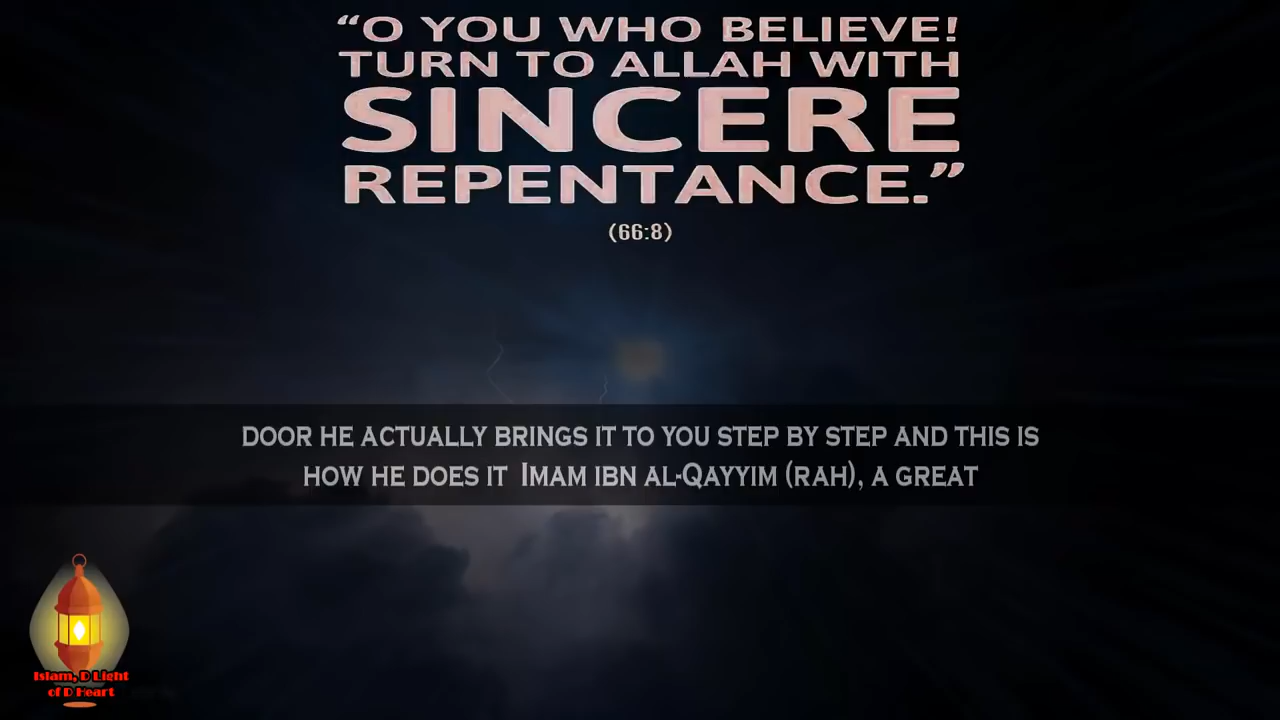 “O YOU WHO BELIEVE!
TURN TO ALLAH WITH
SINCERE
REPENTANCE.”
(66:8)
DOOR HE ACTUALLY BRINGS IT TO YOU STEP BY STEP AND THIS IS
HOW HE DOES IT IMAM IBN AL-QAYYIM (RAH), A GREAT
Islam, D Light
of D Heart